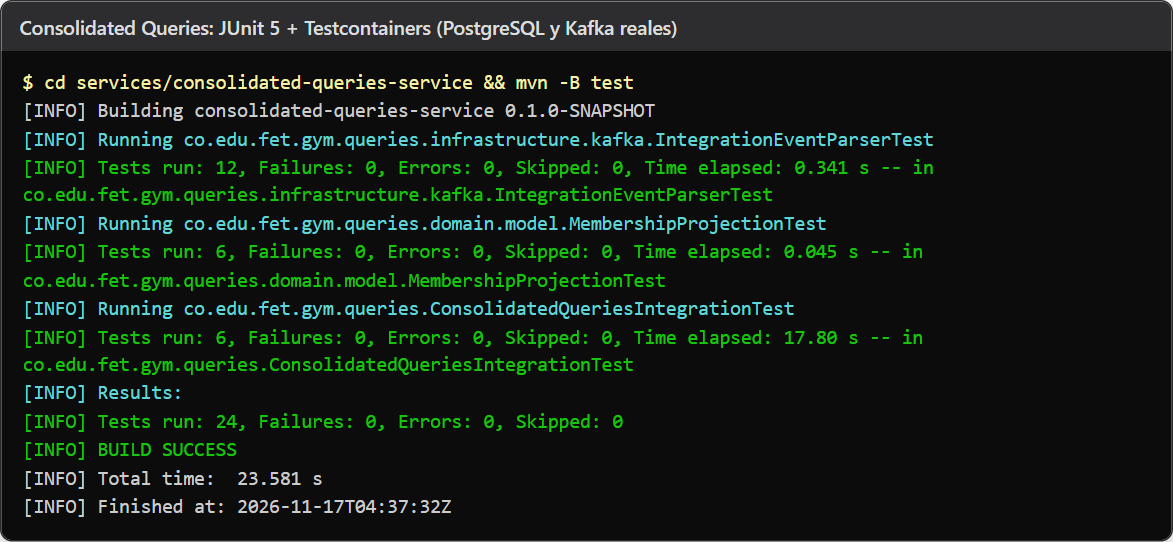 Consolidated Queries: JUnit 5 + Testcontainers (PostgreSQL y Kafka reales)
$ cd services/consolidated-queries-service && mvn -B test
[INFO] Building consolidated-queries-service 0.1.0-SNAPSHOT
[INFO] Running co.edu.fet.gym.queries.infrastructure.kafka.IntegrationEventParserTest
[INFO] Tests run: 12, Failures: 0, Errors: 0, Skipped: 0, Time elapsed: 0.341 s -- in
co.edu.fet.gym.queries.infrastructure.kafka.IntegrationEventParserTest
[INFO] Running co.edu.fet.gym.queries.domain.model.MembershipProjectionTest
[INFO] Tests run: 6, Failures: 0, Errors: 0, Skipped: 0, Time elapsed: 0.045 s -- in
co.edu.fet.gym.queries.domain.model.MembershipProjectionTest
[INFO] Running co.edu.fet.gym.queries.ConsolidatedQueriesIntegrationTest
[INFO] Tests run: 6, Failures: 0, Errors: 0, Skipped: 0, Time elapsed: 17.80 s -- in
co.edu.fet.gym.queries.ConsolidatedQueriesIntegrationTest
[INFO] Results:
[INFO] Tests run: 24, Failures: 0, Errors: 0, Skipped: 0
[INFO] BUILD SUCCESS
[INFO] Total time:  23.581 s
[INFO] Finished at: 2026-11-17T04:37:32Z